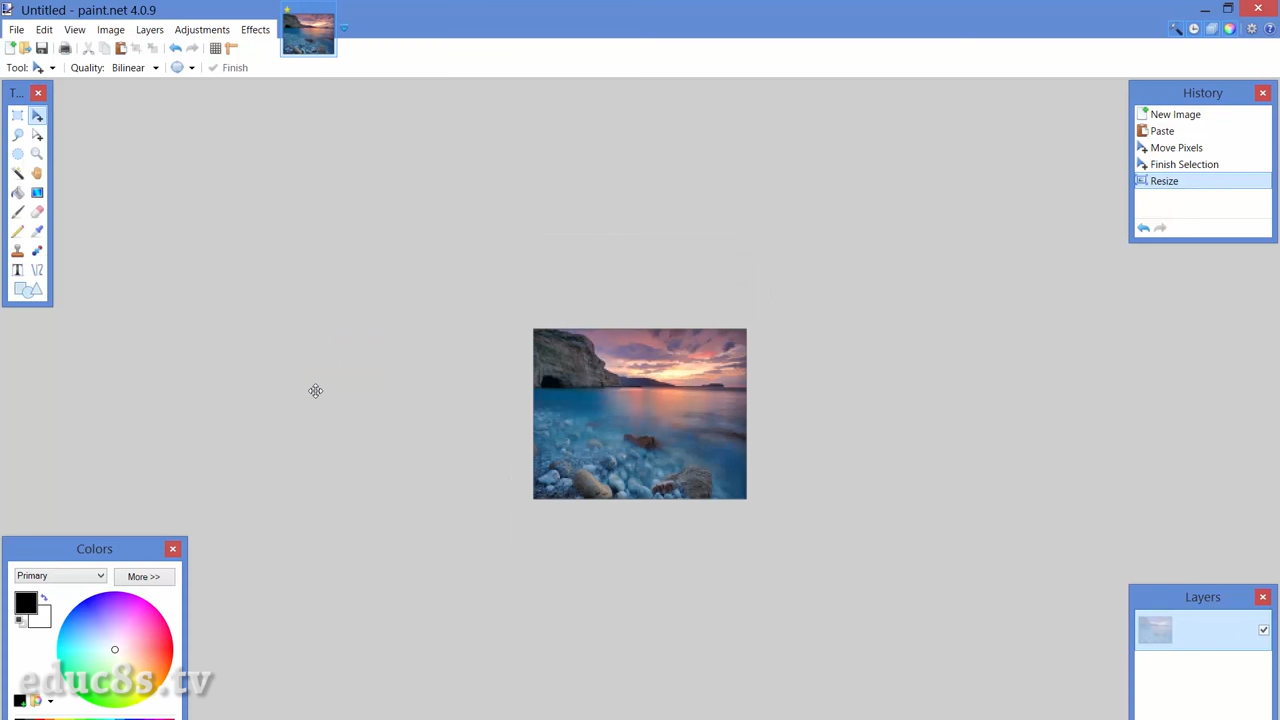 Untitled - paint.net 4.0.9
File Edit View Image Layers Adjustments Effects
Tool: Quality: Bilinear Finish
T...
History
New Image
Paste
Move Pixels
Finish Selection
Resize
Colors
Primary More >>
Layers
educ8s.tv